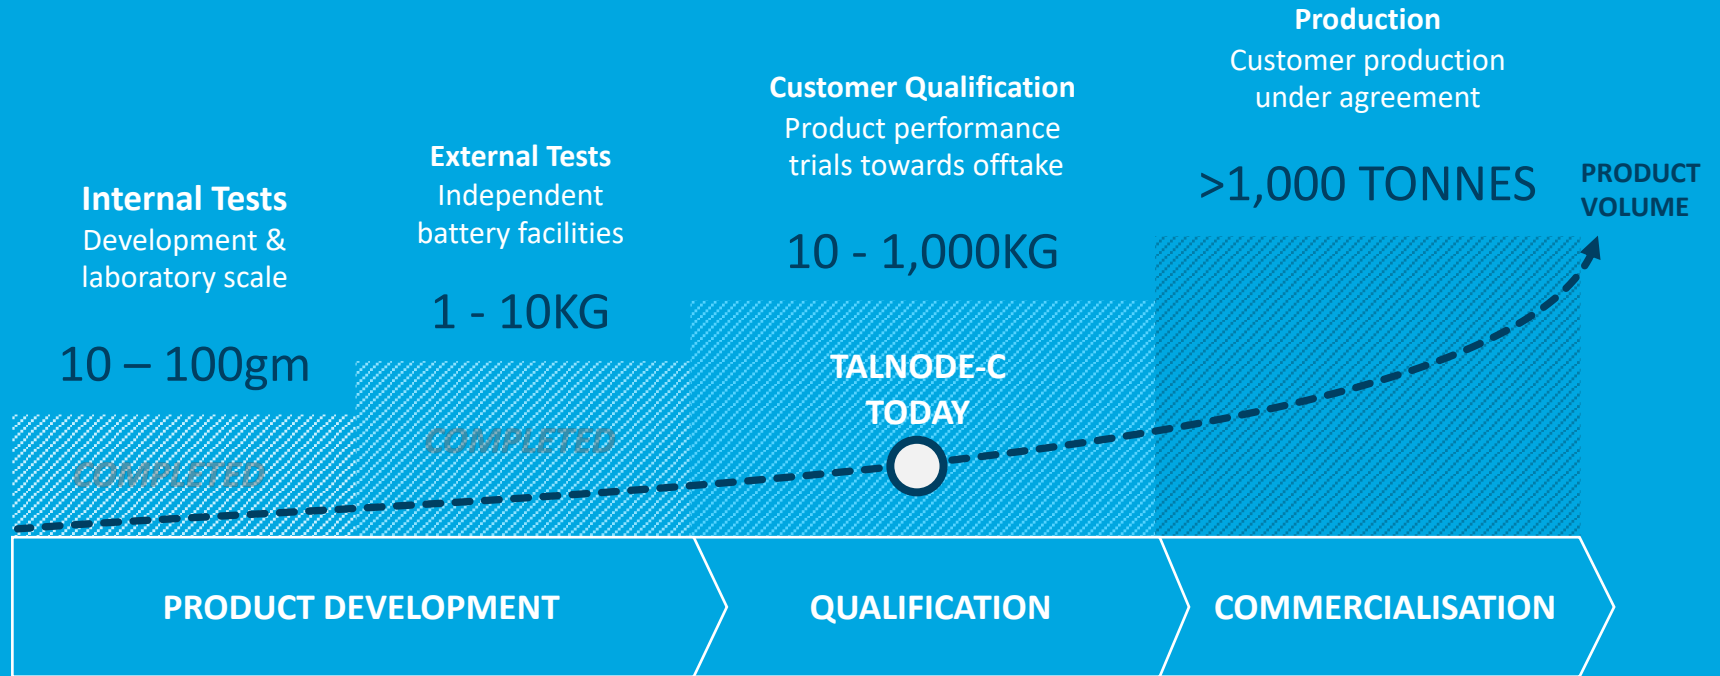 Internal Tests
Development &
laboratory scale
10 – 100gm
COMPLETED
External Tests
Independent
battery facilities
1 - 10KG
COMPLETED
Customer Qualification
Product performance
trials towards offtake
10 - 1,000KG
TALNODE-C
TODAY
Production
Customer production
under agreement
>1,000 TONNES
PRODUCT
VOLUME
PRODUCT DEVELOPMENT
QUALIFICATION
COMMERCIALISATION